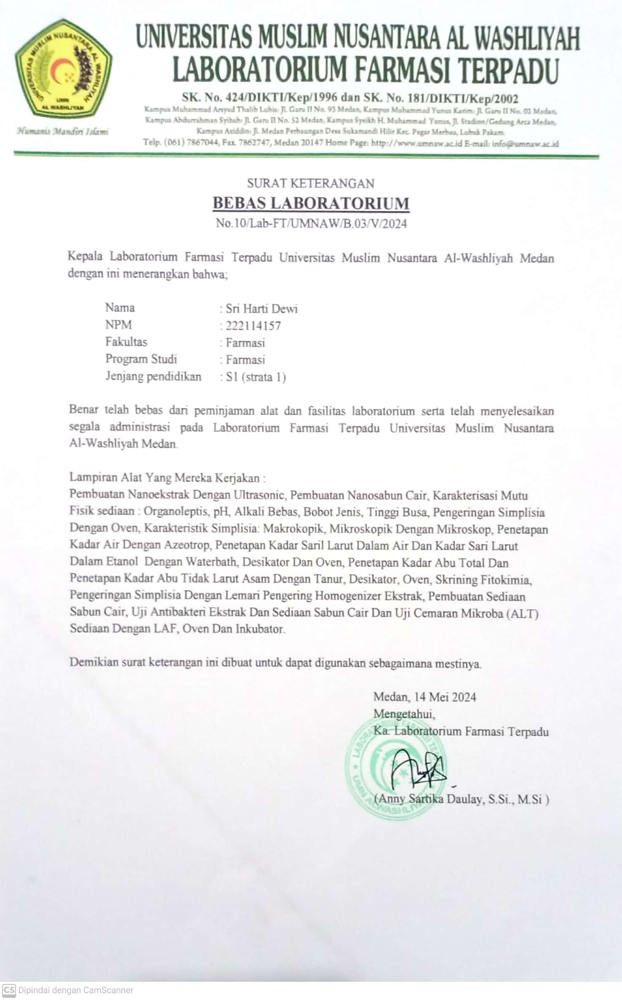 UNIVERSITAS MUSLIM NUSANTARA AL WASHLIYAH
UMN
AL WASHLIYAH
Humanis Mandiri Islami
UNIVERSITAS MUSLIM NUSANTARA AL WASHLIYAH
LABORATORIUM FARMASI TERPADU
SK. No. 424/DIKTI/Kep/1996 dan SK. No. 181/DIKTI/Kep/2002
Kampus Muhammad Arsyad Thalib Lubis: Jl. Garu II No. 93 Medan, Kampus Muhammad Yunus Karim: Jl. Garu II No. 02 Medan,
Kampus Abdurrahman Syihab: Jl. Garu II No. 52 Medan, Kampus Syeikh H. Muhammad Yunus, Jl. Stadion/Gedung Arca Medan,
Kampus Aziddin: Jl. Medan Perbaungan Desa Sukamandi Hilir Kec. Pagar Merbau, Lubuk Pakam.
Telp. (061) 7867044, Fax. 7862747, Medan 20147 Home Page: http://www.umnaw.ac.id E-mail: info@umnaw.ac.id
SURAT KETERANGAN
BEBAS LABORATORIUM
No.10/Lab-FT/UMNAW/B.03/V/2024
Kepala Laboratorium Farmasi Terpadu Universitas Muslim Nusantara Al-Washliyah Medan
dengan ini menerangkan bahwa;
Nama : Sri Harti Dewi
NPM : 222114157
Fakultas : Farmasi
Program Studi : Farmasi
Jenjang pendidikan : S1 (strata 1)
Benar telah bebas dari peminjaman alat dan fasilitas laboratorium serta telah menyelesaikan
segala administrasi pada Laboratorium Farmasi Terpadu Universitas Muslim Nusantara
Al-Washliyah Medan.
Lampiran Alat Yang Mereka Kerjakan :
Pembuatan Nanoekstrak Dengan Ultrasonic, Pembuatan Nanosabun Cair, Karakterisasi Mutu
Fisik sediaan : Organoleptis, pH, Alkali Bebas, Bobot Jenis, Tinggi Busa, Pengeringan Simplisia
Dengan Oven, Karakteristik Simplisia: Makrokopik, Mikroskopik Dengan Mikroskop, Penetapan
Kadar Air Dengan Azeotrop, Penetapan Kadar Saril Larut Dalam Air Dan Kadar Sari Larut
Dalam Etanol Dengan Waterbath, Desikator Dan Oven, Penetapan Kadar Abu Total Dan
Penetapan Kadar Abu Tidak Larut Asam Dengan Tanur, Desikator, Oven, Skrining Fitokimia,
Pengeringan Simplisia Dengan Lemari Pengering Homogenizer Ekstrak, Pembuatan Sediaan
Sabun Cair, Uji Antibakteri Ekstrak Dan Sediaan Sabun Cair Dan Uji Cemaran Mikroba (ALT)
Sediaan Dengan LAF, Oven Dan Inkubator.
Demikian surat keterangan ini dibuat untuk dapat digunakan sebagaimana mestinya.
Medan, 14 Mei 2024
Mengetahui,
Ka. Laboratorium Farmasi Terpadu
LABORATORIUM FARMASI TERPADU
UMN ALWASHLIYAH
(Anny Sartika Daulay, S.Si., M.Si )
CS Dipindai dengan CamScanner